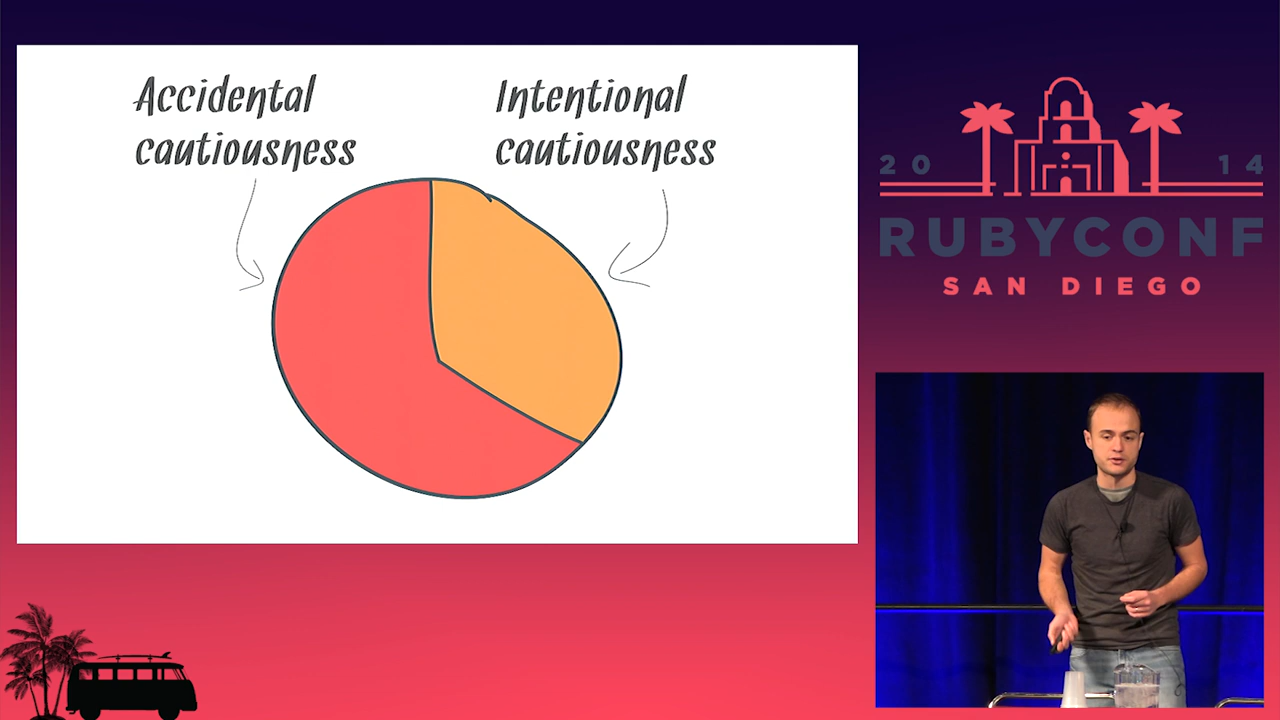 Accidental
cautiousness
Intentional
cautiousness
20 14
RUBYCONF
SAN DIEGO